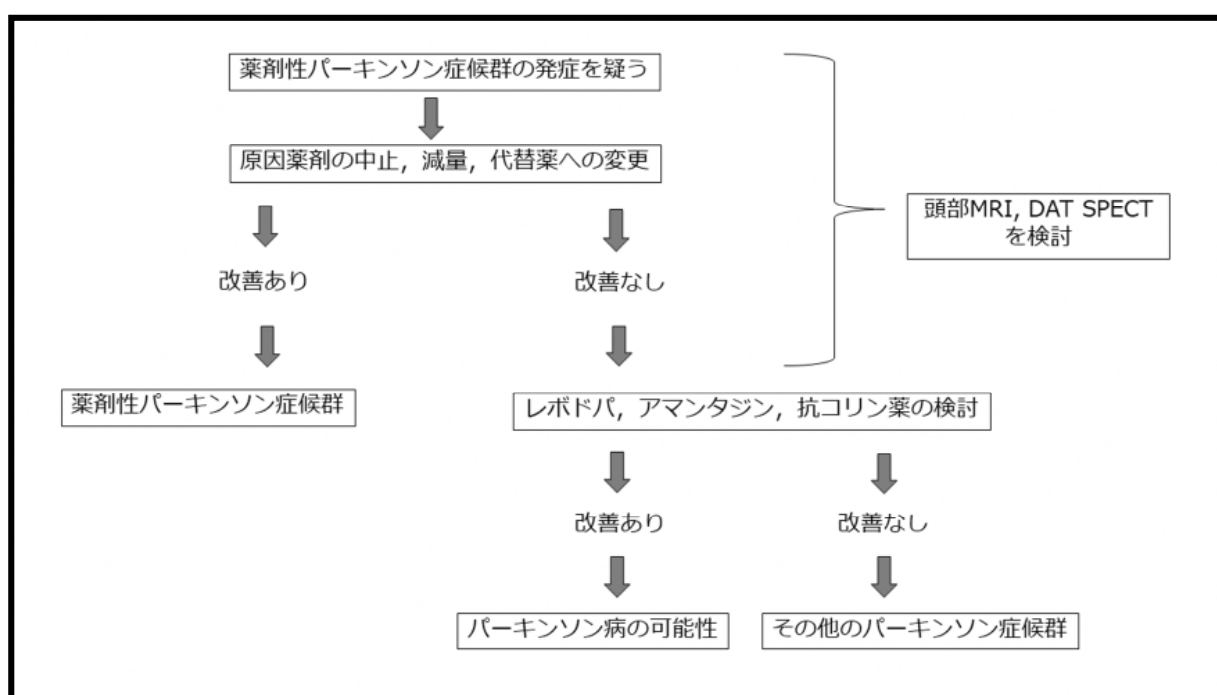 薬剤性パーキンソン症候群の発症を疑う
原因薬剤の中止，減量，代替薬への変更
頭部MRI, DAT SPECT
を検討
改善あり
改善なし
薬剤性パーキンソン症候群
レボドパ，アマンタジン，抗コリン薬の検討
改善あり
改善なし
パーキンソン病の可能性
その他のパーキンソン症候群